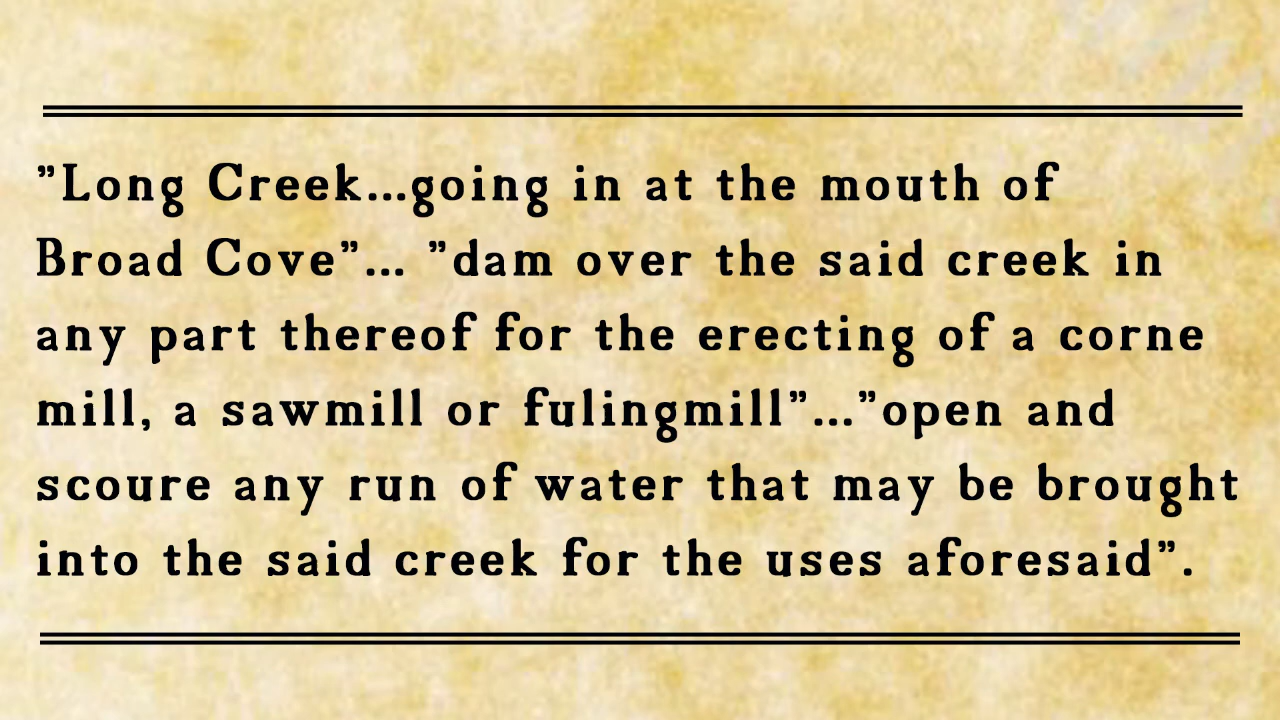 ”Long Creek...going in at the mouth of
Broad Cove”... ”dam over the said creek in
any part thereof for the erecting of a corne
mill, a sawmill or fulingmill”...”open and
scoure any run of water that may be brought
into the said creek for the uses aforesaid”.